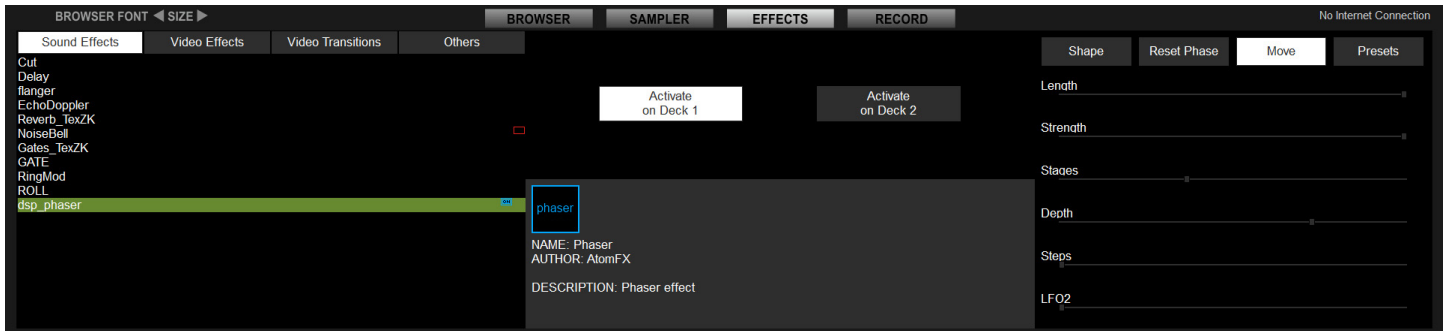 BROWSER FONT SIZE
BROWSER SAMPLER EFFECTS RECORD
No Internet Connection
Sound Effects Video Effects Video Transitions Others
Cut
Delay
flanger
EchoDoppler
Reverb_TexZK
NoiseBell
Gates_TexZK
GATE
RingMod
ROLL
dsp_phaser
Activate
on Deck 1
Activate
on Deck 2
phaser
NAME: Phaser
AUTHOR: AtomFX
DESCRIPTION: Phaser effect
Shape Reset Phase Move Presets
Length
Strength
Stages
Depth
Steps
LFO2